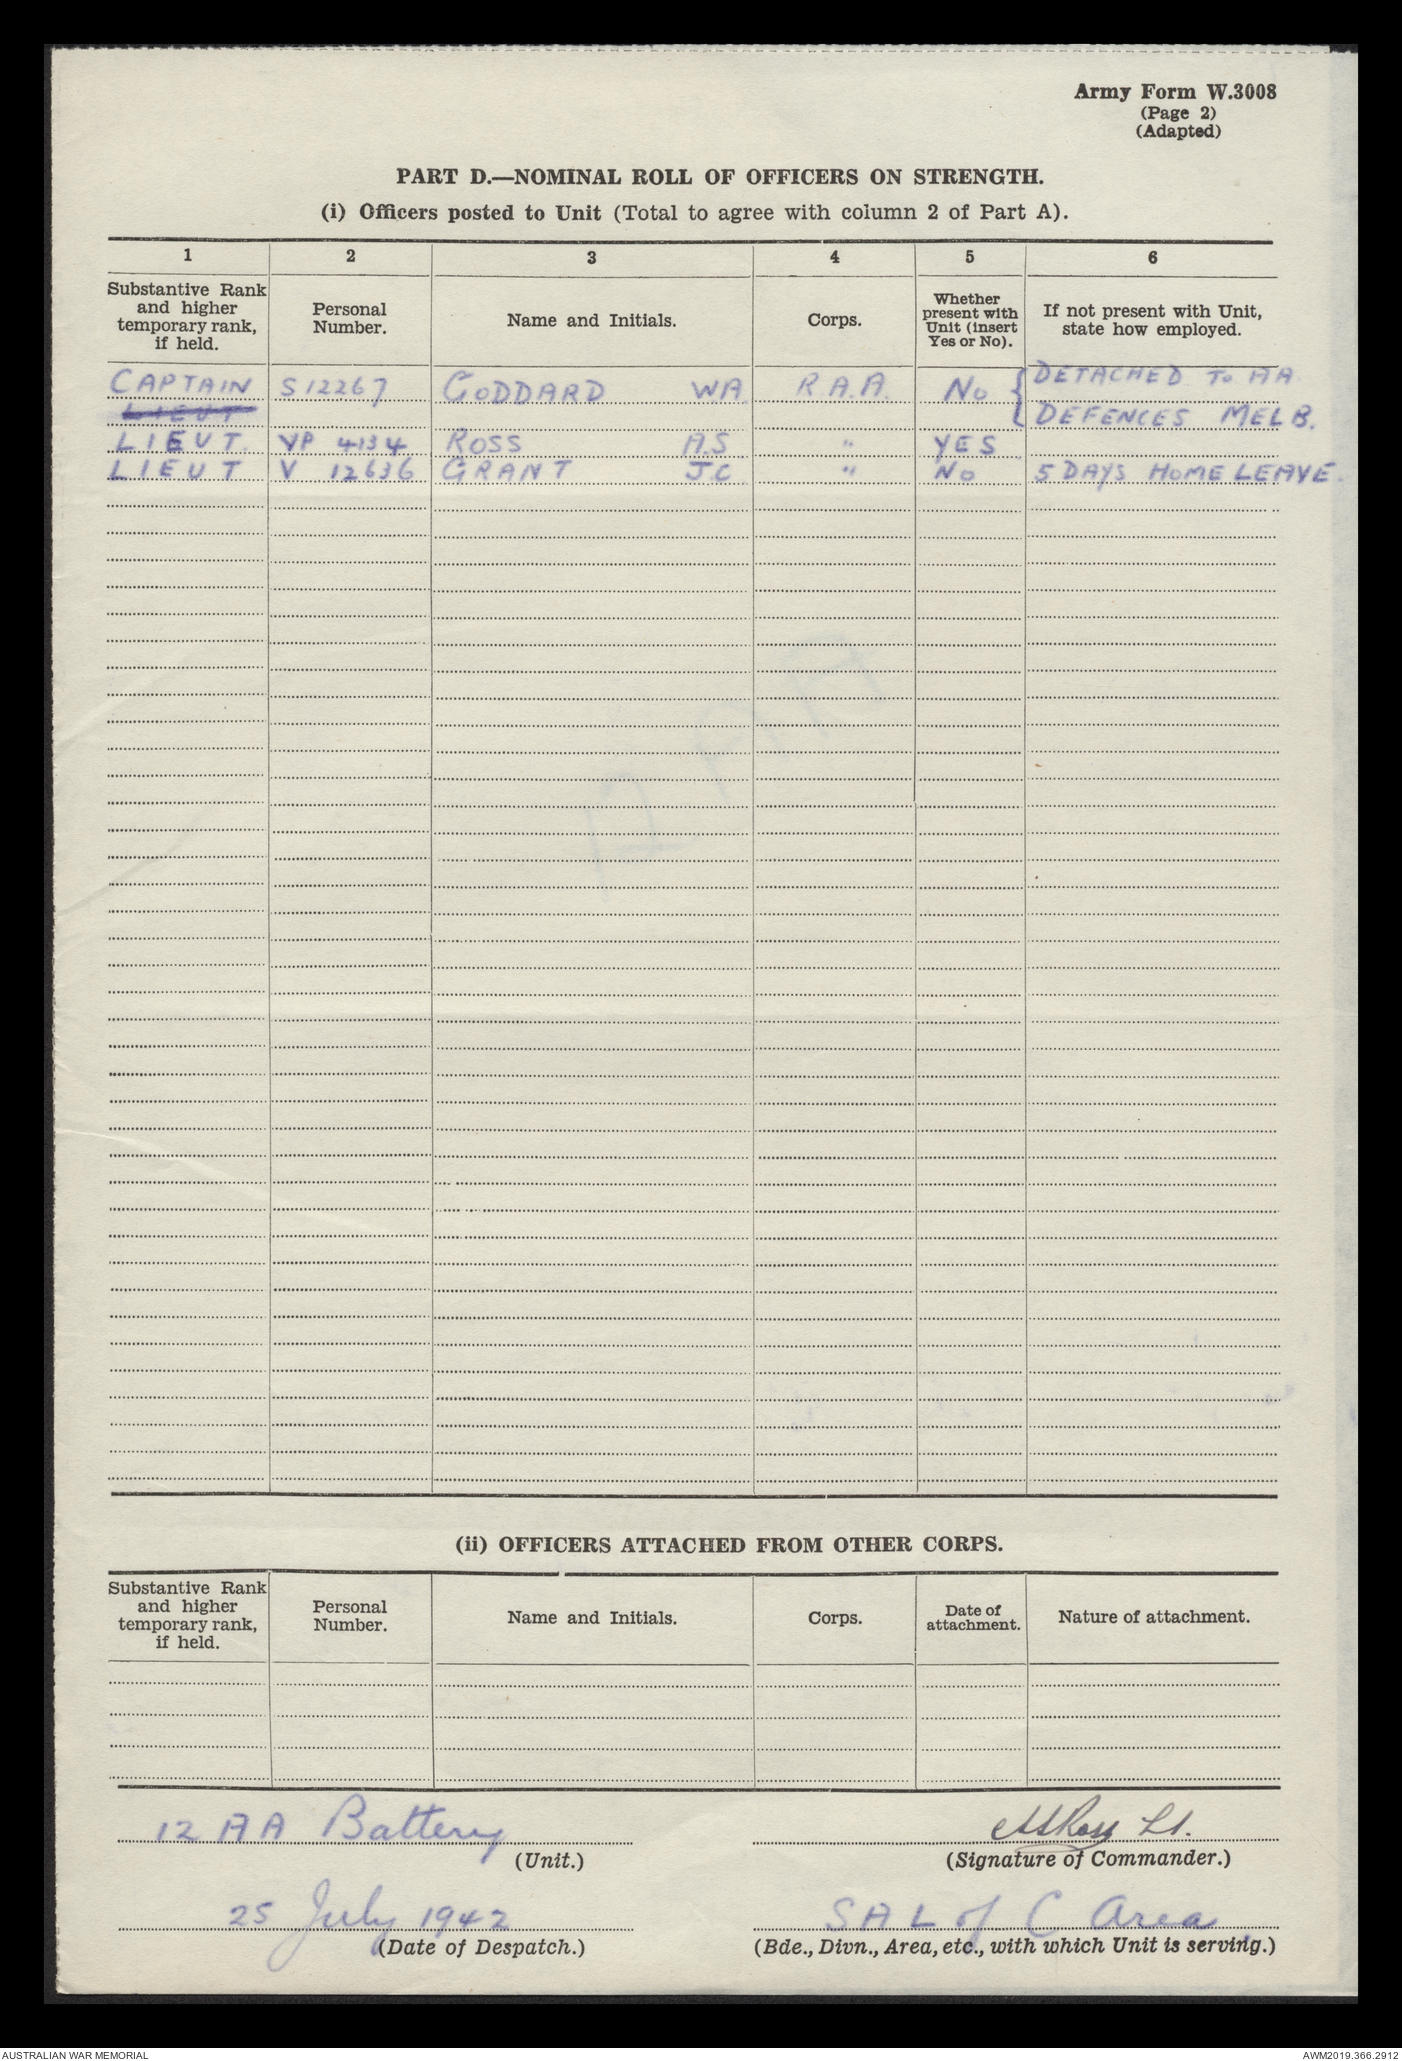 Army Form W.3008
(Page 2)
(Adapted)
PART D.—NOMINAL ROLL OF OFFICERS ON STRENGTH.
(i) Officers posted to Unit (Total to agree with column 2 of Part A).
1 2 3 4 5 6
Substantive Rank and higher temporary rank, if held. Personal Number. Name and Initials. Corps. Whether present with Unit (insert Yes or No). If not present with Unit, state how employed.
CAPTAIN S12267 GODDARD WA. R.A.A. No { DETACHED To AA
LIEUT DEFENCES MELB.
LIEUT. VP 4134 ROSS A.S " YES
LIEUT V 12636 GRANT J.C " No 5 DAYS HOME LEAVE.
(ii) OFFICERS ATTACHED FROM OTHER CORPS.
Substantive Rank and higher temporary rank, if held. Personal Number. Name and Initials. Corps. Date of attachment. Nature of attachment.
12 AA Battery ASRoss Lt.
(Unit.) (Signature of Commander.)
25 July 1942 S A L of C Area
(Date of Despatch.) (Bde., Divn., Area, etc., with which Unit is serving.)
AUSTRALIAN WAR MEMORIAL AWM2019.366.2912